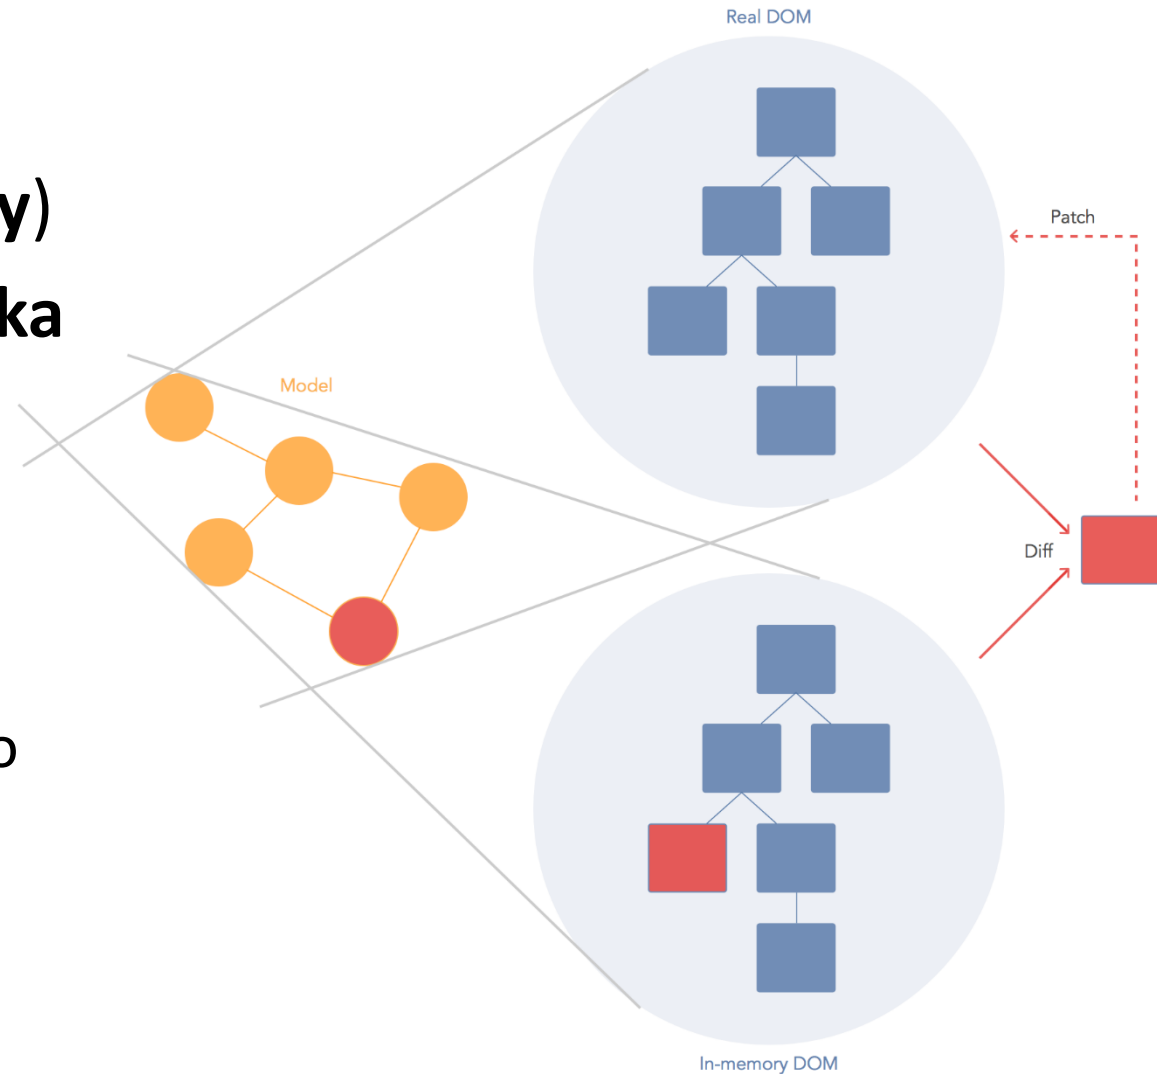 Real DOM
y)
ka
Patch
Model
Diff
o
In-memory DOM